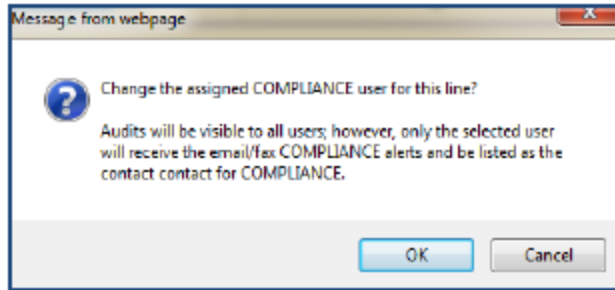 Message from webpage
Change the assigned COMPLIANCE user for this line?
Audits will be visible to all users; however, only the selected user
will receive the email/fax COMPLIANCE alerts and be listed as the
contact contact for COMPLIANCE.
OK Cancel